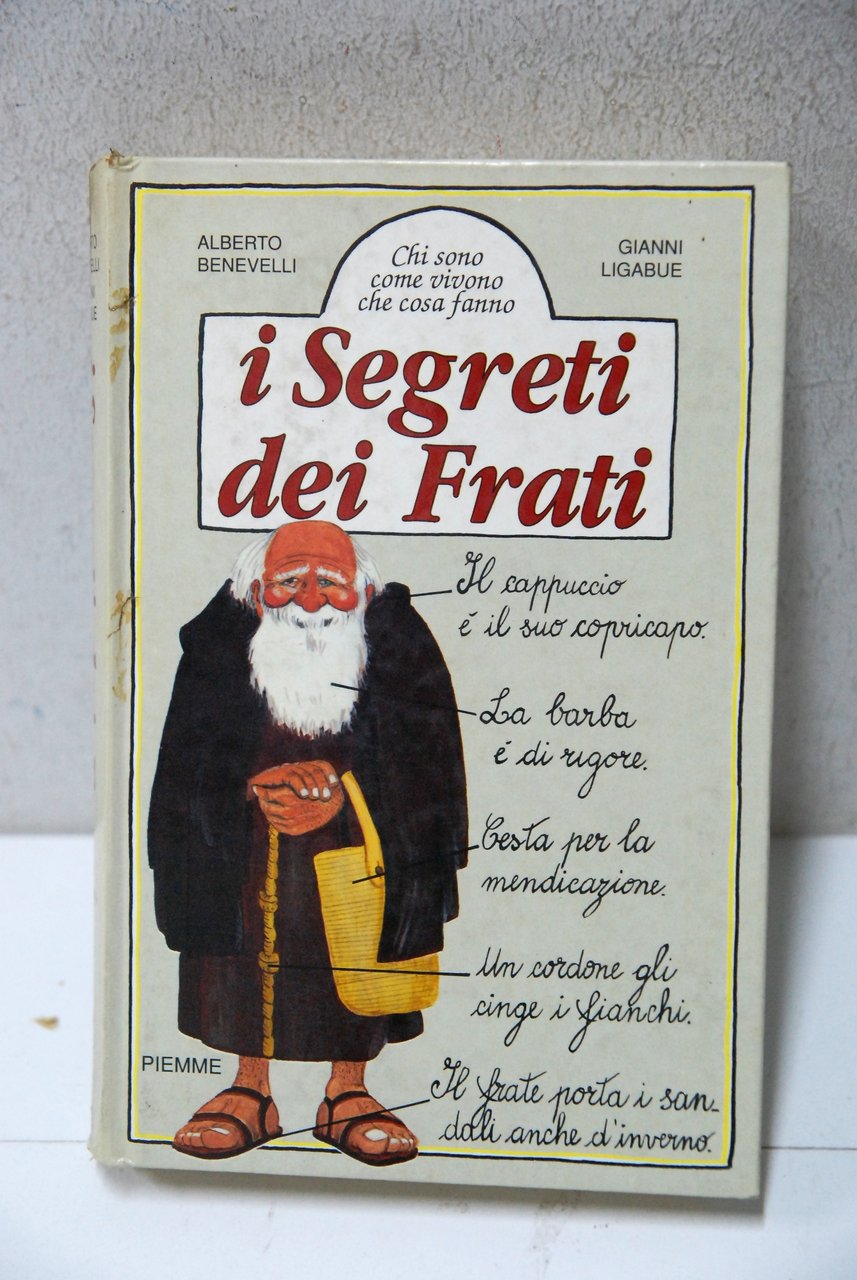 ALBERTO
BENEVELLI
GIANNI
LIGABUE
Chi sono
come vivono
che cosa fanno
i Segreti
dei Frati
Il cappuccio
é il suo copricapo.
La barba
é di rigore.
Cesta per la
mendicazione.
Un cordone gli
cinge i fianchi.
PIEMME
Il frate porta i san-
dali anche d'inverno.